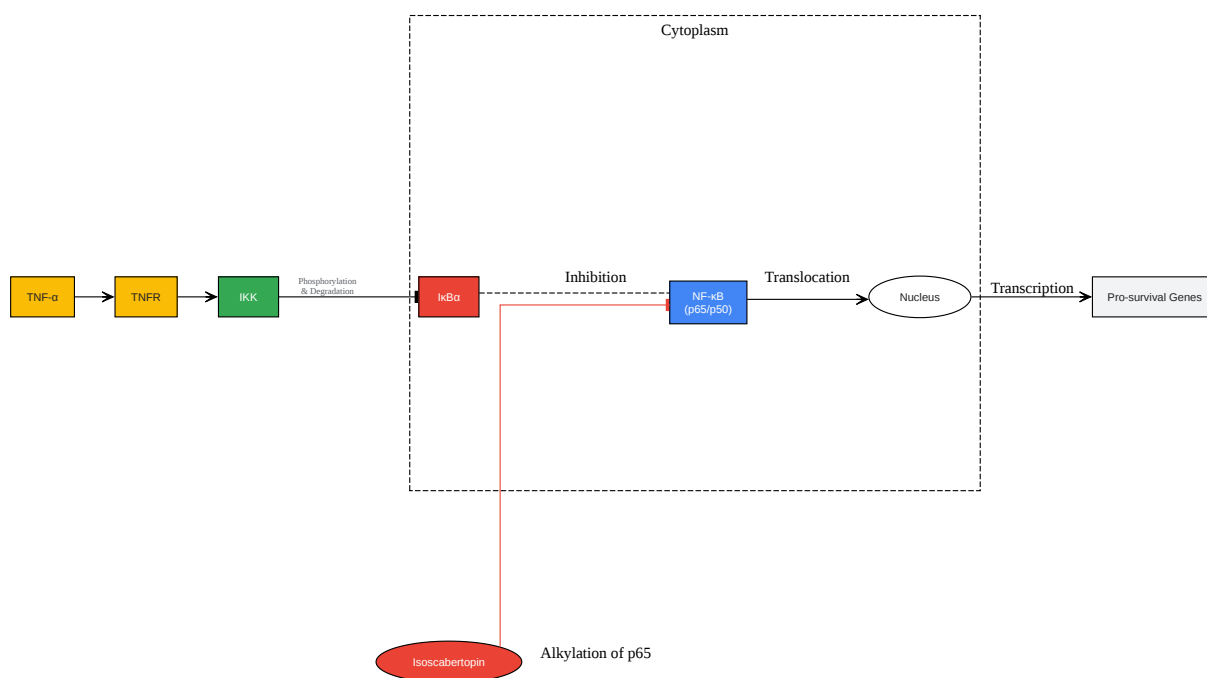 Cytoplasm
TNF-α
TNFR
IKK
Phosphorylation
& Degradation
IκBα
Inhibition
NF-κB
(p65/p50)
Translocation
Nucleus
Transcription
Pro-survival Genes
Isoscabertopin
Alkylation of p65